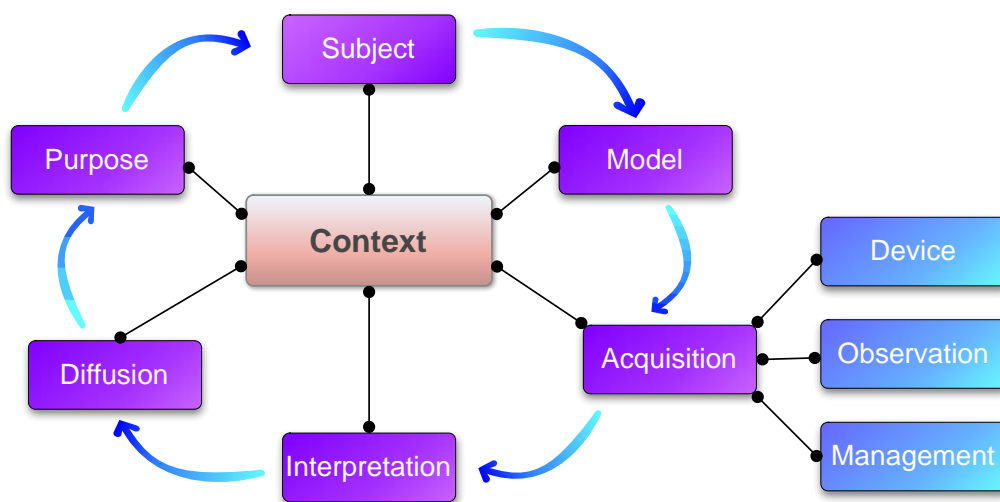 Subject
Purpose
Model
Context
Device
Diffusion
Acquisition
Observation
Interpretation
Management